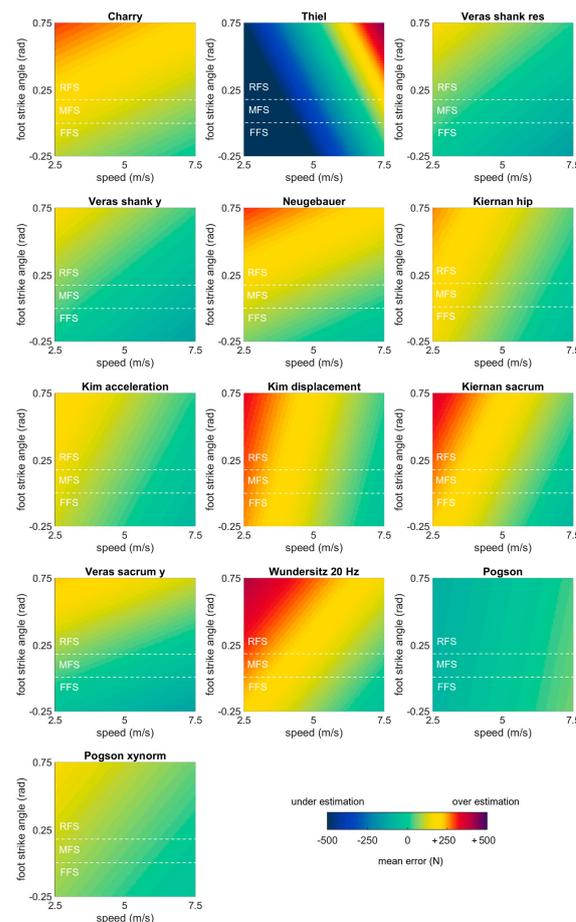 Charry
Thiel
Veras shank res
foot strike angle (rad)
0.75
0.25
-0.25
RFS
MFS
FFS
2.5 5 7.5
speed (m/s)
foot strike angle (rad)
0.75
0.25
-0.25
RFS
MFS
FFS
2.5 5 7.5
speed (m/s)
foot strike angle (rad)
0.75
0.25
-0.25
RFS
MFS
FFS
2.5 5 7.5
speed (m/s)
Veras shank y
Neugebauer
Kiernan hip
foot strike angle (rad)
0.75
0.25
-0.25
RFS
MFS
FFS
2.5 5 7.5
speed (m/s)
foot strike angle (rad)
0.75
0.25
-0.25
RFS
MFS
FFS
2.5 5 7.5
speed (m/s)
foot strike angle (rad)
0.75
0.25
-0.25
RFS
MFS
FFS
2.5 5 7.5
speed (m/s)
Kim acceleration
Kim displacement
Kiernan sacrum
foot strike angle (rad)
0.75
0.25
-0.25
RFS
MFS
FFS
2.5 5 7.5
speed (m/s)
foot strike angle (rad)
0.75
0.25
-0.25
RFS
MFS
FFS
2.5 5 7.5
speed (m/s)
foot strike angle (rad)
0.75
0.25
-0.25
RFS
MFS
FFS
2.5 5 7.5
speed (m/s)
Veras sacrum y
Wundersitz 20 Hz
Pogson
foot strike angle (rad)
0.75
0.25
-0.25
RFS
MFS
FFS
2.5 5 7.5
speed (m/s)
foot strike angle (rad)
0.75
0.25
-0.25
RFS
MFS
FFS
2.5 5 7.5
speed (m/s)
foot strike angle (rad)
0.75
0.25
-0.25
RFS
MFS
FFS
2.5 5 7.5
speed (m/s)
Pogson xynorm
foot strike angle (rad)
0.75
0.25
-0.25
RFS
MFS
FFS
2.5 5 7.5
speed (m/s)
under estimation over estimation
-500 -250 0 +250 +500
mean error (N)